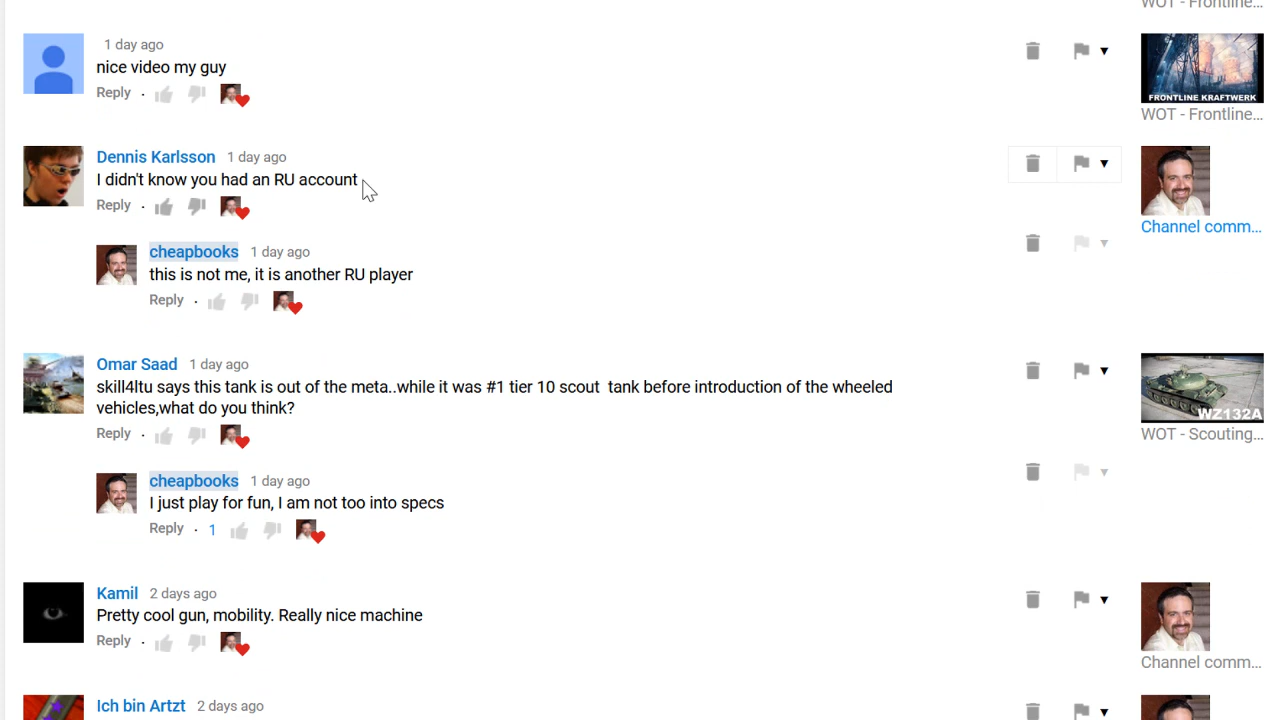 WOT - Frontline...
1 day ago
nice video my guy
Reply
FRONTLINE KRAFTWERK
WOT - Frontline...
Dennis Karlsson 1 day ago
I didn't know you had an RU account
Reply
Channel comm...
cheapbooks 1 day ago
this is not me, it is another RU player
Reply
Omar Saad 1 day ago
skill4ltu says this tank is out of the meta..while it was #1 tier 10 scout tank before introduction of the wheeled
vehicles,what do you think?
Reply
WZ132A
WOT - Scouting...
cheapbooks 1 day ago
I just play for fun, I am not too into specs
Reply · 1
Kamil 2 days ago
Pretty cool gun, mobility. Really nice machine
Reply
Channel comm...
Ich bin Artzt 2 days ago